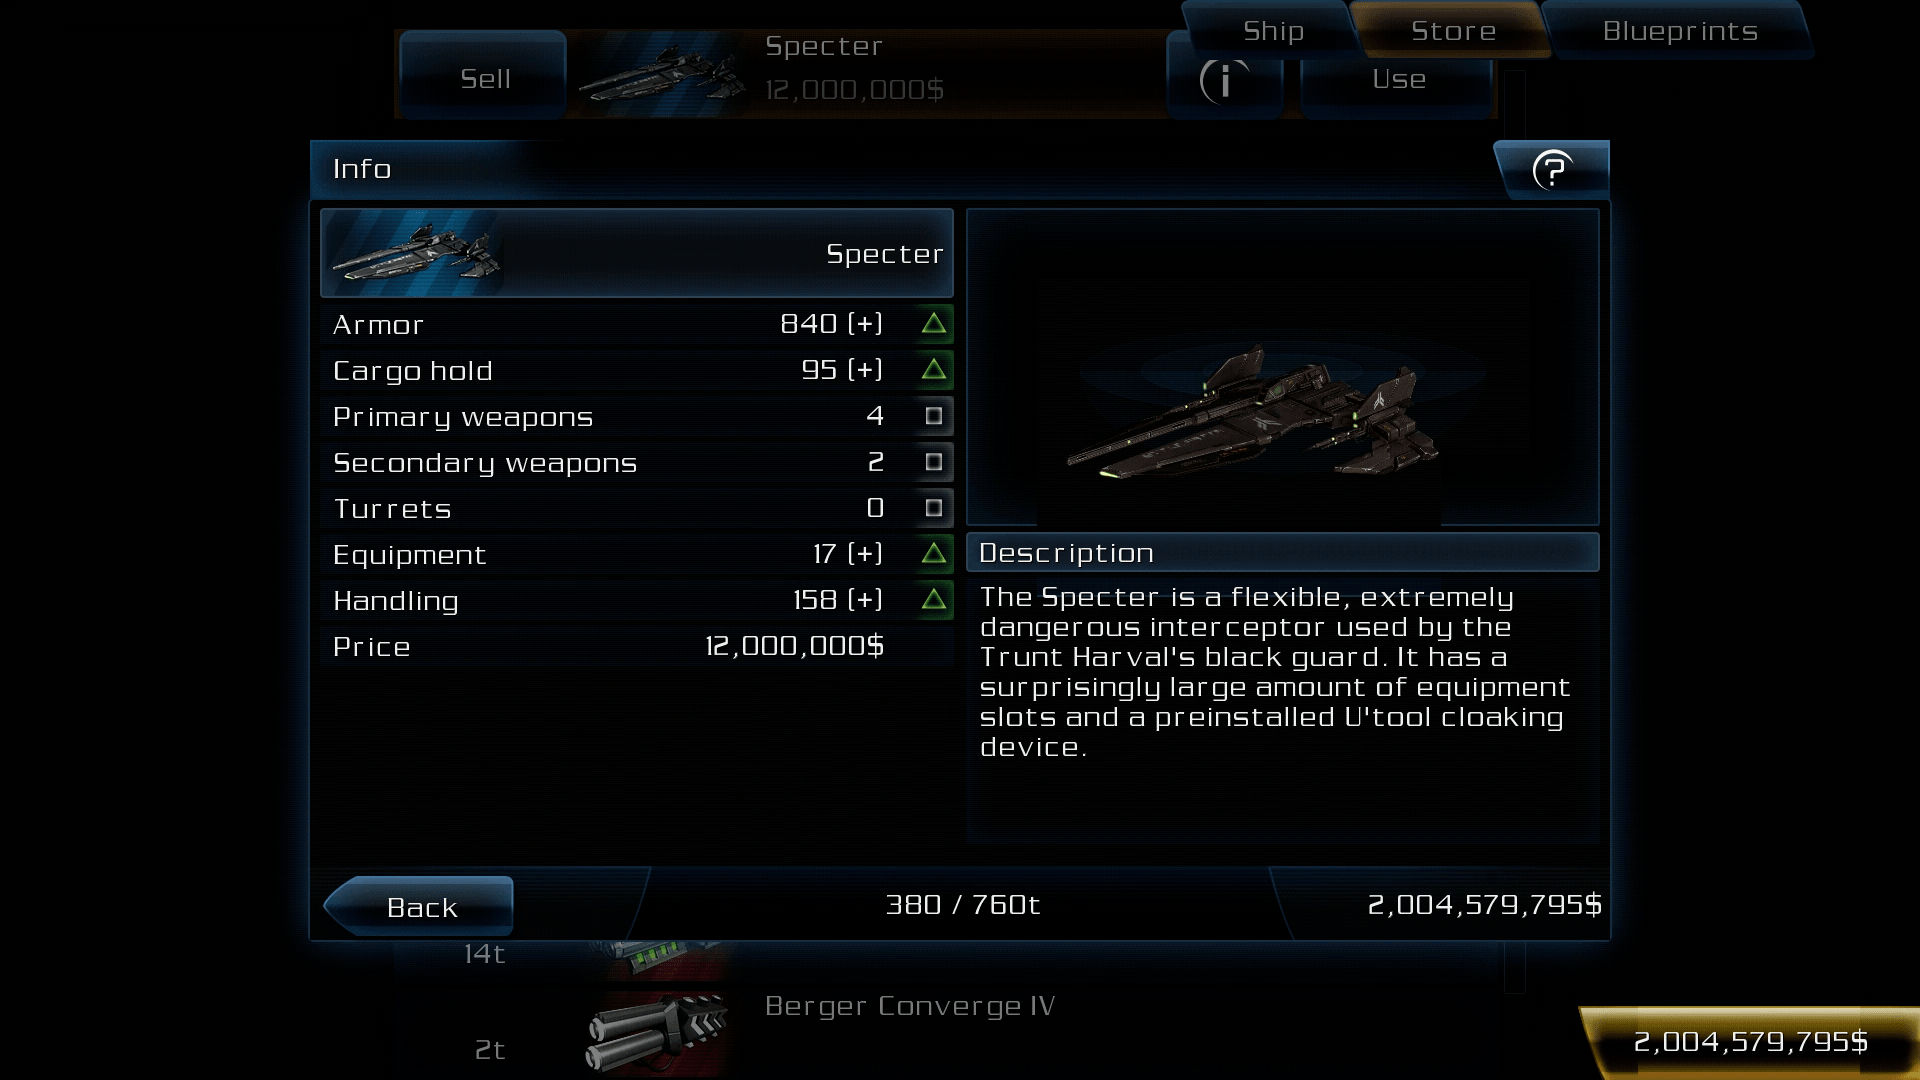 Ship
Store
Blueprints
Sell
Specter
12,000,000$
i
Use
Info
?
Specter
Armor 840 (+)
Cargo hold 95 (+)
Primary weapons 4
Secondary weapons 2
Turrets 0
Equipment 17 (+)
Handling 158 (+)
Price 12,000,000$
Description
The Specter is a flexible, extremely
dangerous interceptor used by the
Trunt Harval's black guard. It has a
surprisingly large amount of equipment
slots and a preinstalled U'tool cloaking
device.
Back
380 / 760t
2,004,579,795$
14t
Berger Converge IV
2t
2,004,579,795$